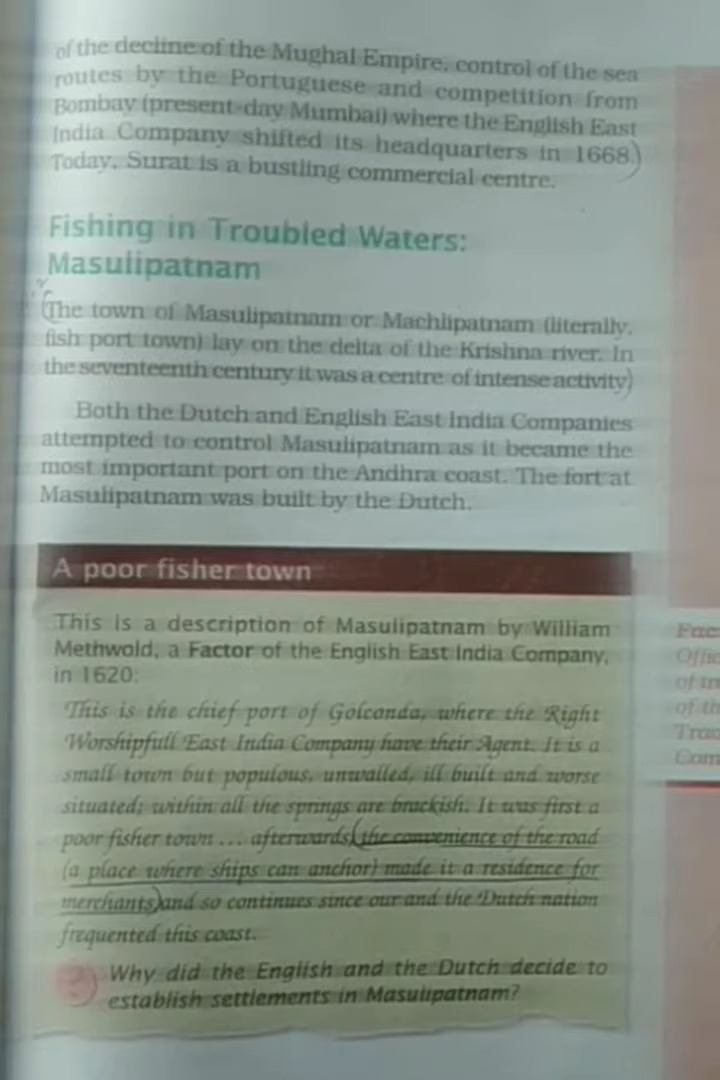 of the decline of the Mughal Empire, control of the sea
routes by the Portuguese and competition from
Bombay (present-day Mumbai) where the English East
India Company shifted its headquarters in 1668.
Today, Surat is a bustling commercial centre.
Fishing in Troubled Waters:
Masulipatnam
The town of Masulipatnam or Machlipatnam (literally,
fish port town) lay on the delta of the Krishna river. In
the seventeenth century it was a centre of intense activity
Both the Dutch and English East India Companies
attempted to control Masulipatnam as it became the
most important port on the Andhra coast. The fort at
Masulipatnam was built by the Dutch.
A poor fisher town
This is a description of Masulipatnam by William
Methwold, a Factor of the English East India Company,
in 1620:
This is the chief port of Golconda, where the Right
Worshipfull East India Company have their Agent. It is a
small town but populous, unwalled, ill built and worse
situated; within all the springs are brackish. It was first a
poor fisher town ... afterwards, the convenience of the road
(a place where ships can anchor) made it a residence for
merchants and so continues since our and the Dutch nation
frequented this coast.
Why did the English and the Dutch decide to
establish settlements in Masulipatnam?
Fac
Offic
of tr
of th
Trad
Com